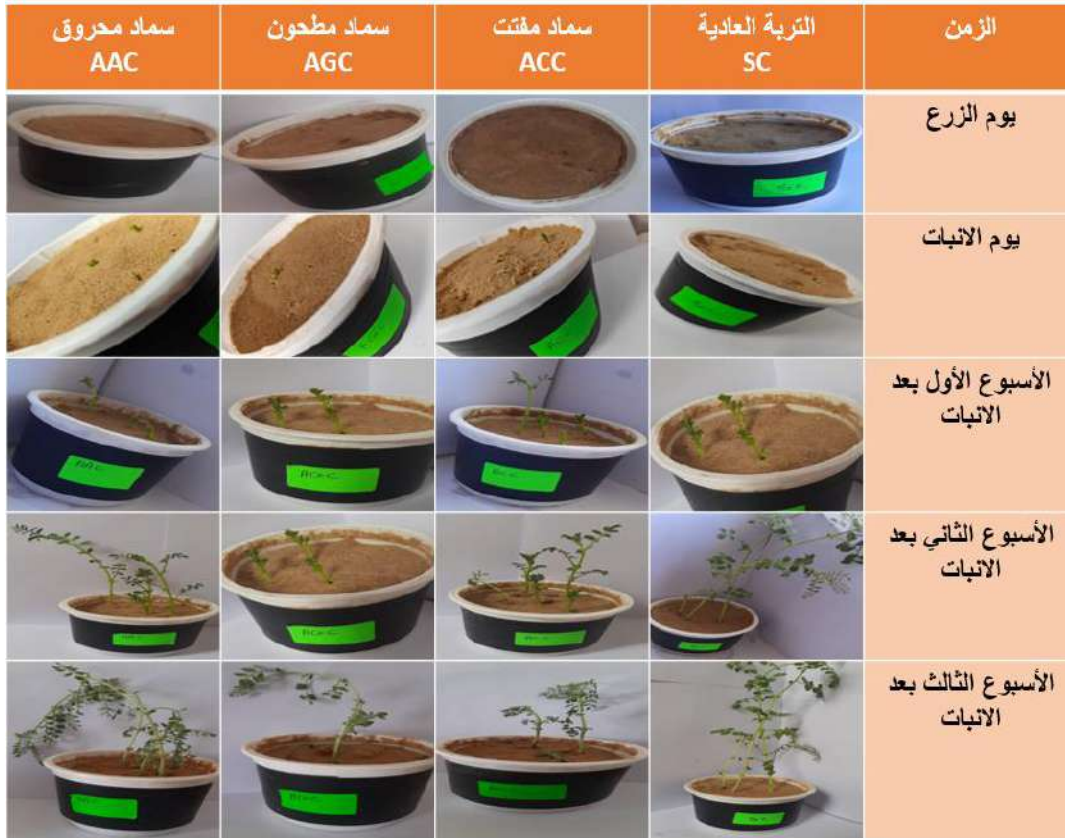 الزمن
التربة العادية
SC
سماد مفتت
ACC
سماد مطحون
AGC
سماد محروق
AAC
يوم الزرع
يوم الانبات
الأسبوع الأول بعد
الانبات
AAC
الأسبوع الثاني بعد
الانبات
الأسبوع الثالث بعد
الانبات